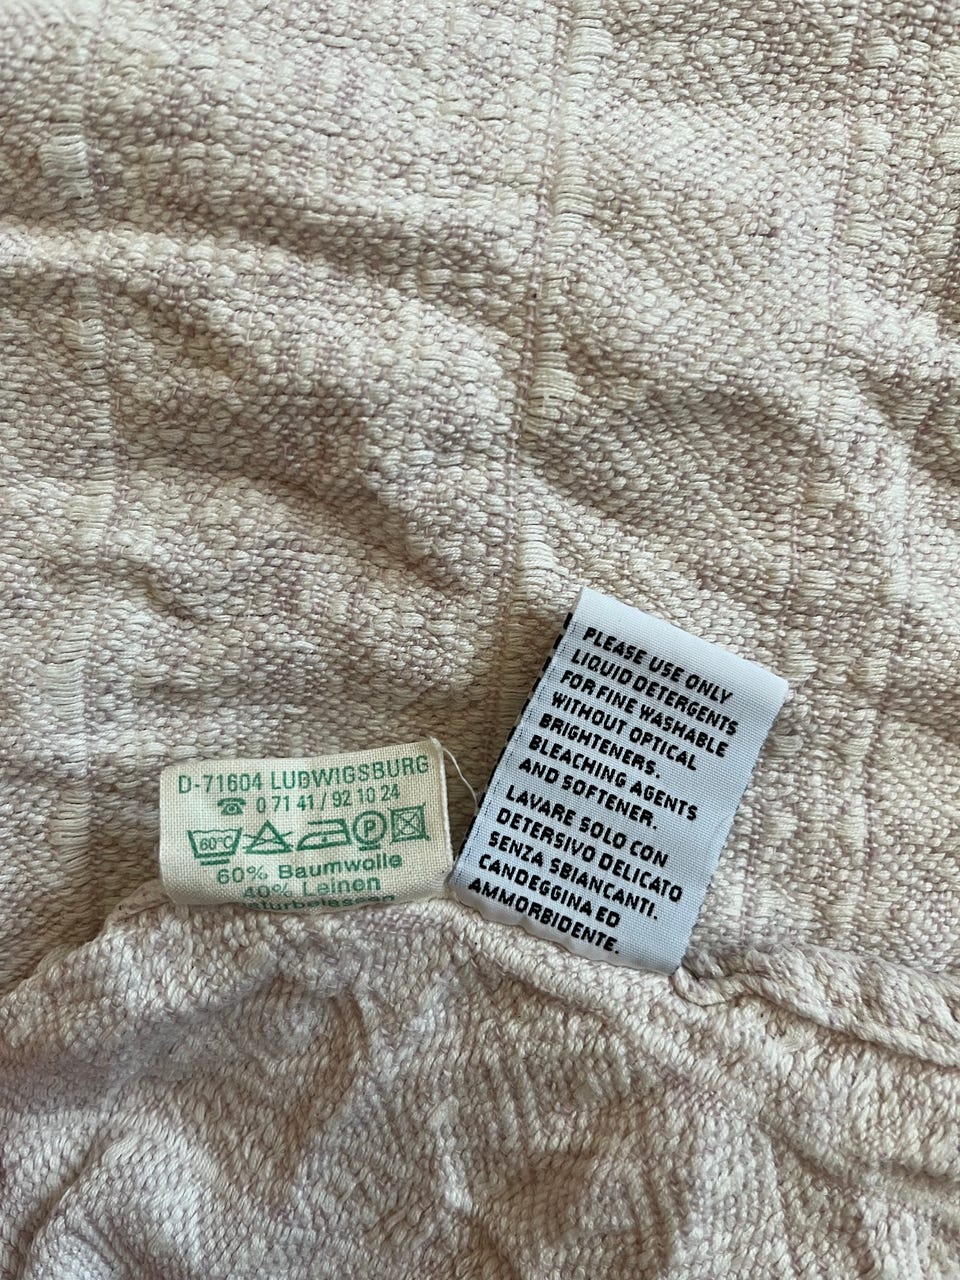 D-71604 LUDWIGSBURG
☎ 0 71 41 / 92 10 24
60°C P
60% Baumwolle
40% Leinen
PLEASE USE ONLY
LIQUID DETERGENTS
FOR FINE WASHABLE
WITHOUT OPTICAL
BRIGHTENERS.
BLEACHING AGENTS
AND SOFTENER.
LAVARE SOLO CON
DETERSIVO DELICATO
SENZA SBIANCANTI.
CANDEGGINA ED
AMMORBIDENTE.